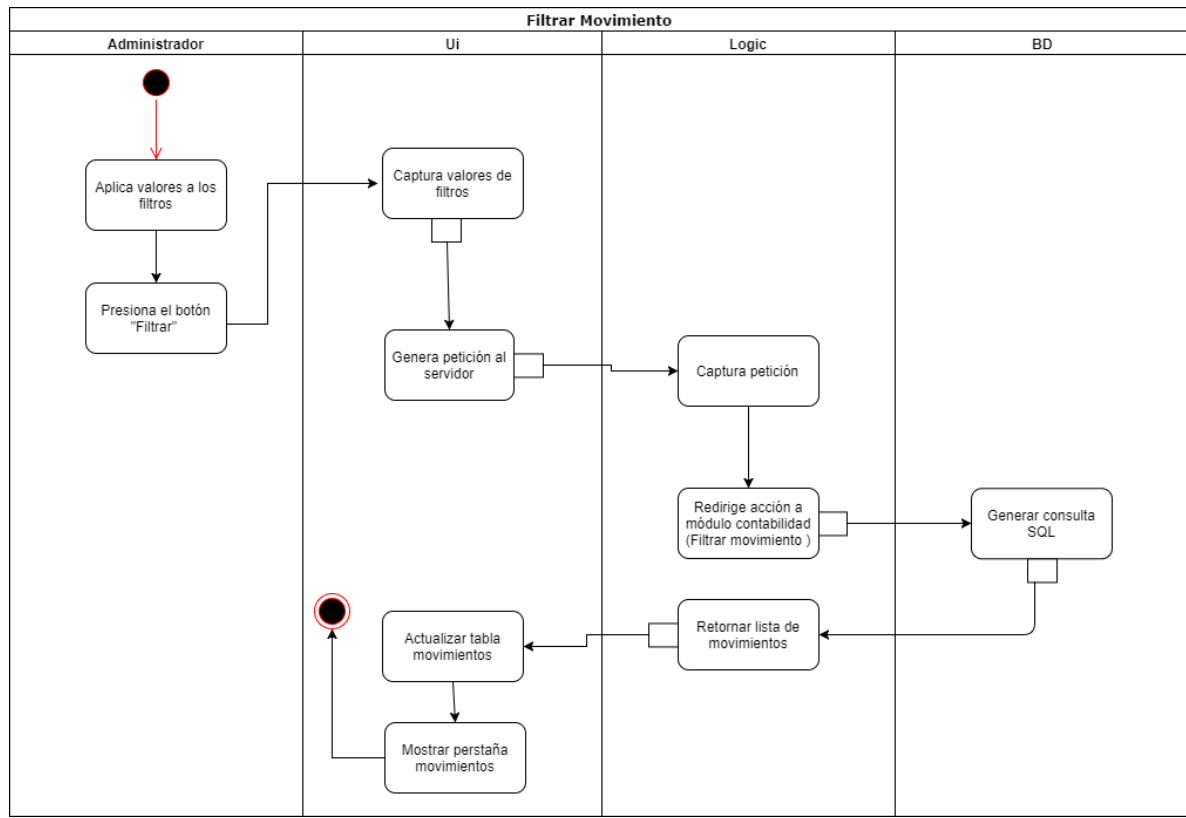 Filtrar Movimiento
Administrador
Ui
Logic
BD
Aplica valores a los
filtros
Presiona el botón
"Filtrar"
Captura valores de
filtros
Genera petición al
servidor
Captura petición
Redirige acción a
módulo contabilidad
(Filtrar movimiento )
Generar consulta
SQL
Retornar lista de
movimientos
Actualizar tabla
movimientos
Mostrar perstaña
movimientos